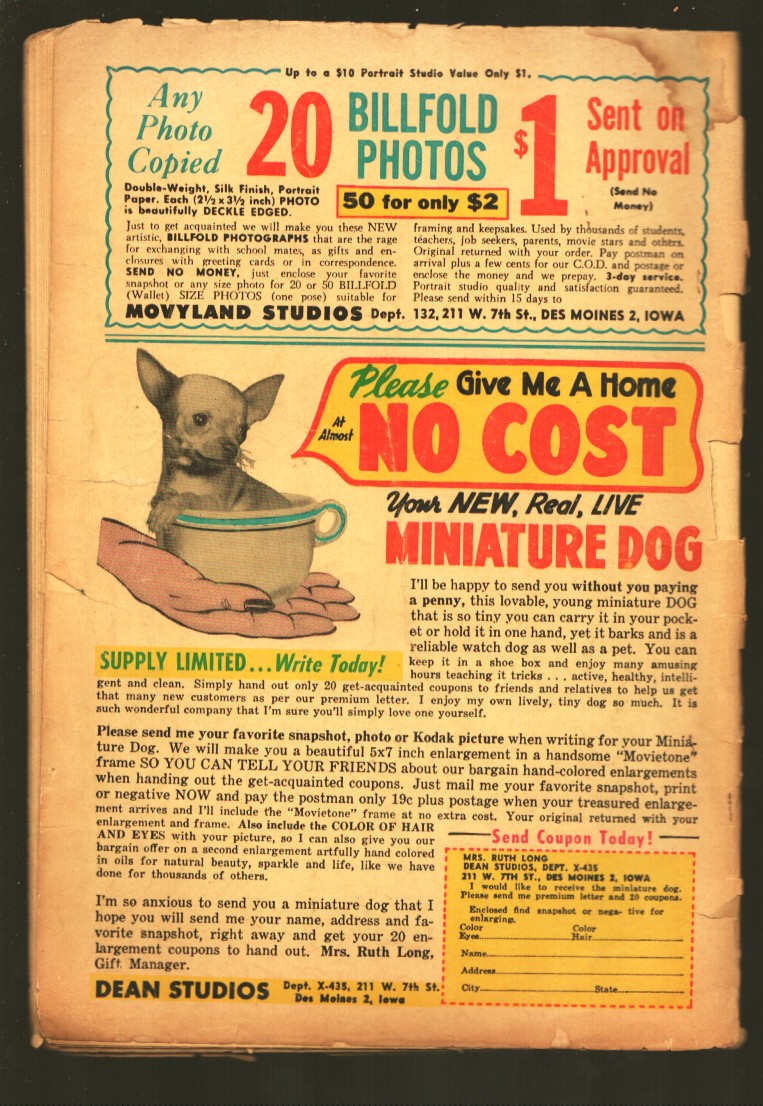 Up to a $10 Portrait Studio Value Only $1.
Any
Photo
Copied
20
BILLFOLD
PHOTOS
$1
Sent on
Approval
(Send No
Money)
Double-Weight, Silk Finish, Portrait
Paper. Each (2½ x 3½ inch) PHOTO
is beautifully DECKLE EDGED.
50 for only $2
Just to get acquainted we will make you these NEW
artistic, BILLFOLD PHOTOGRAPHS that are the rage
for exchanging with school mates, as gifts and en-
closures with greeting cards or in correspondence.
SEND NO MONEY, just enclose your favorite
snapshot or any size photo for 20 or 50 BILLFOLD
(Wallet) SIZE PHOTOS (one pose) suitable for
framing and keepsakes. Used by thousands of students,
teachers, job seekers, parents, movie stars and others.
Original returned with your order. Pay postman on
arrival plus a few cents for our C.O.D. and postage or
enclose the money and we prepay. 3-day service.
Portrait studio quality and satisfaction guaranteed.
Please send within 15 days to
MOVYLAND STUDIOS Dept. 132, 211 W. 7th St., DES MOINES 2, IOWA
Please Give Me A Home
At
Almost
NO COST
Your NEW, Real, LIVE
MINIATURE DOG
I'll be happy to send you without you paying
a penny, this lovable, young miniature DOG
that is so tiny you can carry it in your pock-
et or hold it in one hand, yet it barks and is a
reliable watch dog as well as a pet. You can
SUPPLY LIMITED...Write Today!
keep it in a shoe box and enjoy many amusing
hours teaching it tricks . . . active, healthy, intelli-
gent and clean. Simply hand out only 20 get-acquainted coupons to friends and relatives to help us get
that many new customers as per our premium letter. I enjoy my own lively, tiny dog so much. It is
such wonderful company that I'm sure you'll simply love one yourself.
Please send me your favorite snapshot, photo or Kodak picture when writing for your Minia-
ture Dog. We will make you a beautiful 5x7 inch enlargement in a handsome "Movietone"
frame SO YOU CAN TELL YOUR FRIENDS about our bargain hand-colored enlargements
when handing out the get-acquainted coupons. Just mail me your favorite snapshot, print
or negative NOW and pay the postman only 19c plus postage when your treasured enlarge-
ment arrives and I'll include the "Movietone" frame at no extra cost. Your original returned with your
enlargement and frame. Also include the COLOR OF HAIR
AND EYES with your picture, so I can also give you our
bargain offer on a second enlargement artfully hand colored
in oils for natural beauty, sparkle and life, like we have
done for thousands of others.
I'm so anxious to send you a miniature dog that I
hope you will send me your name, address and fa-
vorite snapshot, right away and get your 20 en-
largement coupons to hand out. Mrs. Ruth Long,
Gift Manager.
DEAN STUDIOS Dept. X-435, 211 W. 7th St.
Des Moines 2, Iowa
Send Coupon Today!
MRS. RUTH LONG
DEAN STUDIOS, DEPT. X-435
211 W. 7TH ST., DES MOINES 2, IOWA
I would like to receive the miniature dog.
Please send me premium letter and 20 coupons.
Enclosed find snapshot or nega- tive for
enlarging.
Color Color
Eyes Hair
Name
Address
City State